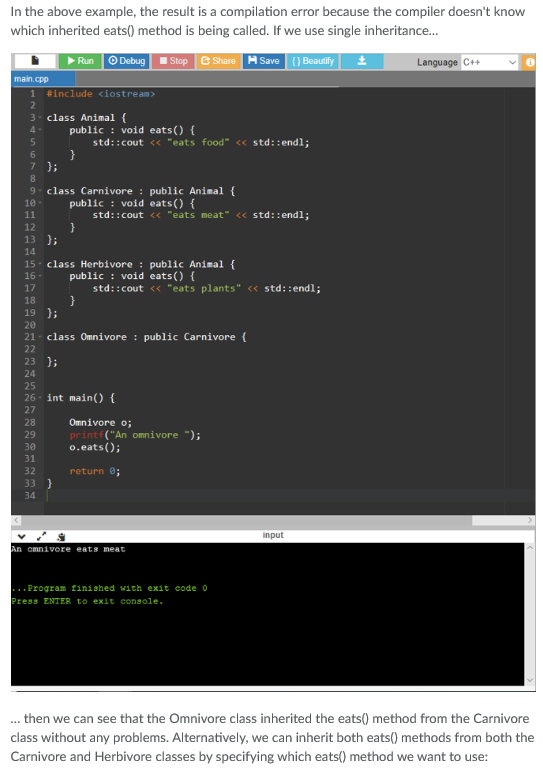 In the above example, the result is a compilation error because the compiler doesn't know
which inherited eats() method is being called. If we use single inheritance...
Run Debug Stop Share Save {} Beautify Language C++
main.cpp
1 #include <iostream>
2
3 class Animal {
4 public : void eats() {
5 std::cout << "eats food" << std::endl;
6 }
7 };
8
9 class Carnivore : public Animal {
10 public : void eats() {
11 std::cout << "eats meat" << std::endl;
12 }
13 };
14
15 class Herbivore : public Animal {
16 public : void eats() {
17 std::cout << "eats plants" << std::endl;
18 }
19 };
20
21 class Omnivore : public Carnivore {
22
23 };
24
25
26 int main() {
27
28 Omnivore o;
29 printf("An omnivore ");
30 o.eats();
31
32 return 0;
33 }
34
input
An omnivore eats meat
...Program finished with exit code 0
Press ENTER to exit console.
... then we can see that the Omnivore class inherited the eats() method from the Carnivore
class without any problems. Alternatively, we can inherit both eats() methods from both the
Carnivore and Herbivore classes by specifying which eats() method we want to use: